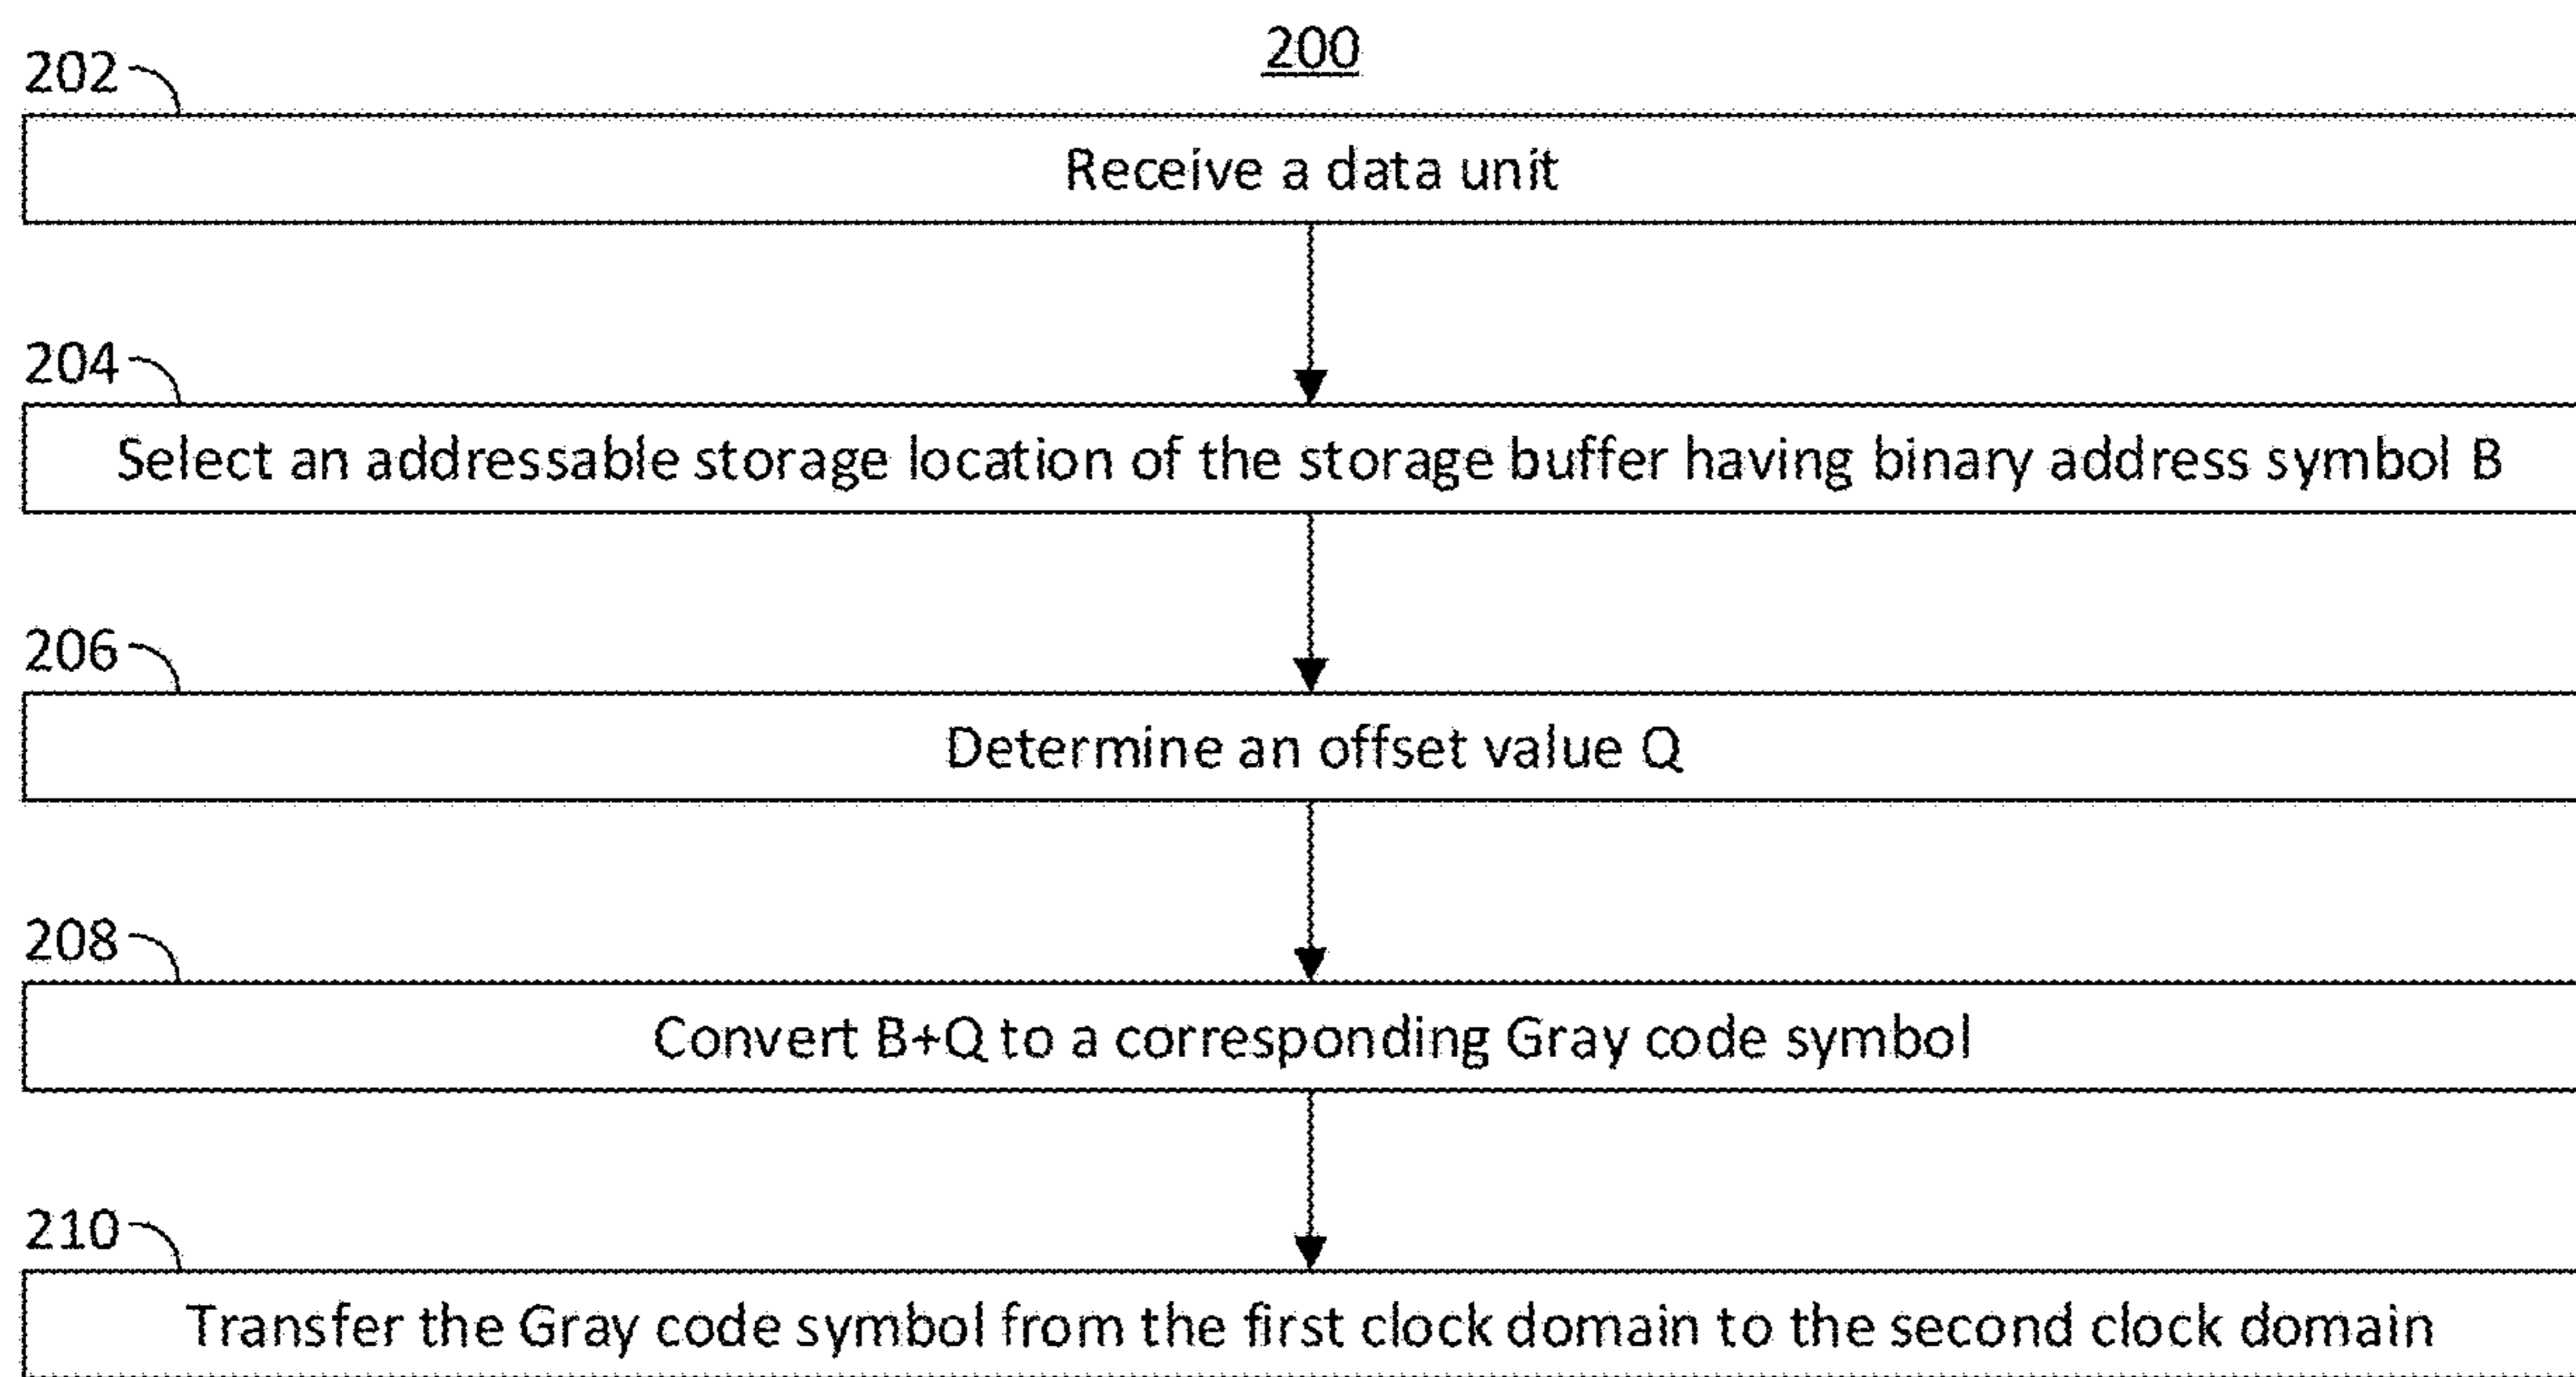 200
202
Receive a data unit
204
Select an addressable storage location of the storage buffer having binary address symbol B
206
Determine an offset value Q
208
Convert B+Q to a corresponding Gray code symbol
210
Transfer the Gray code symbol from the first clock domain to the second clock domain